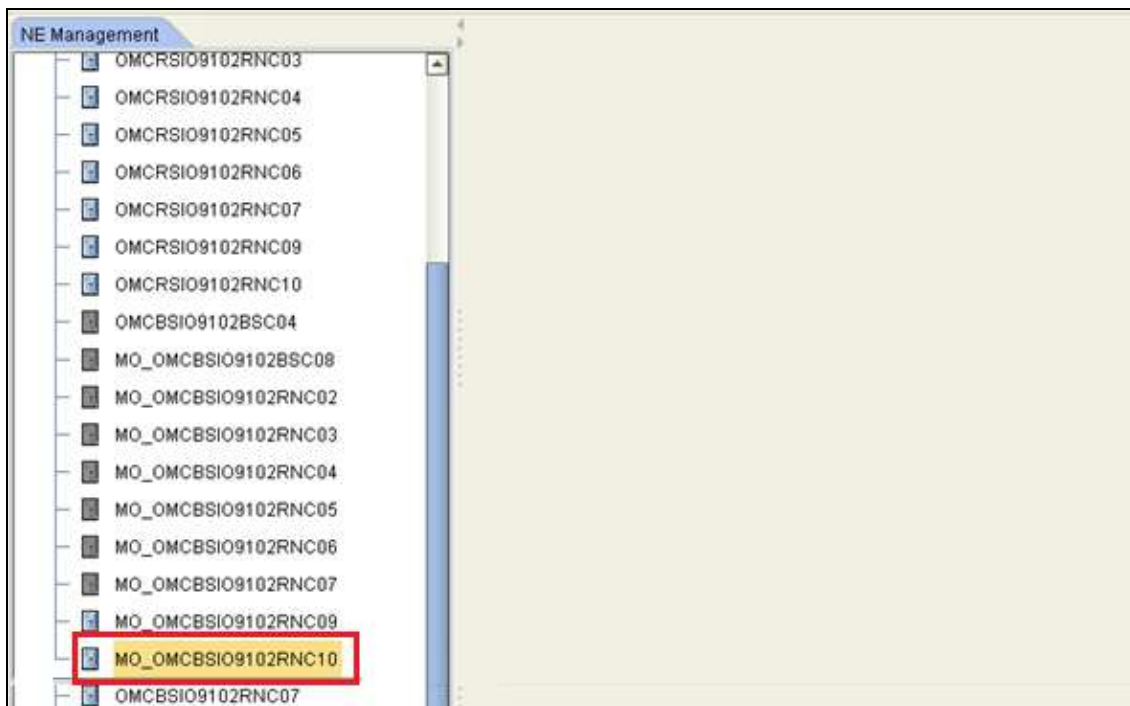 NE Management
OMCRSIO9102RNC03
OMCRSIO9102RNC04
OMCRSIO9102RNC05
OMCRSIO9102RNC06
OMCRSIO9102RNC07
OMCRSIO9102RNC09
OMCRSIO9102RNC10
OMCBSIO9102BSC04
MO_OMCBSIO9102BSC08
MO_OMCBSIO9102RNC02
MO_OMCBSIO9102RNC03
MO_OMCBSIO9102RNC04
MO_OMCBSIO9102RNC05
MO_OMCBSIO9102RNC06
MO_OMCBSIO9102RNC07
MO_OMCBSIO9102RNC09
MO_OMCBSIO9102RNC10
OMCBSIO9102RNC07